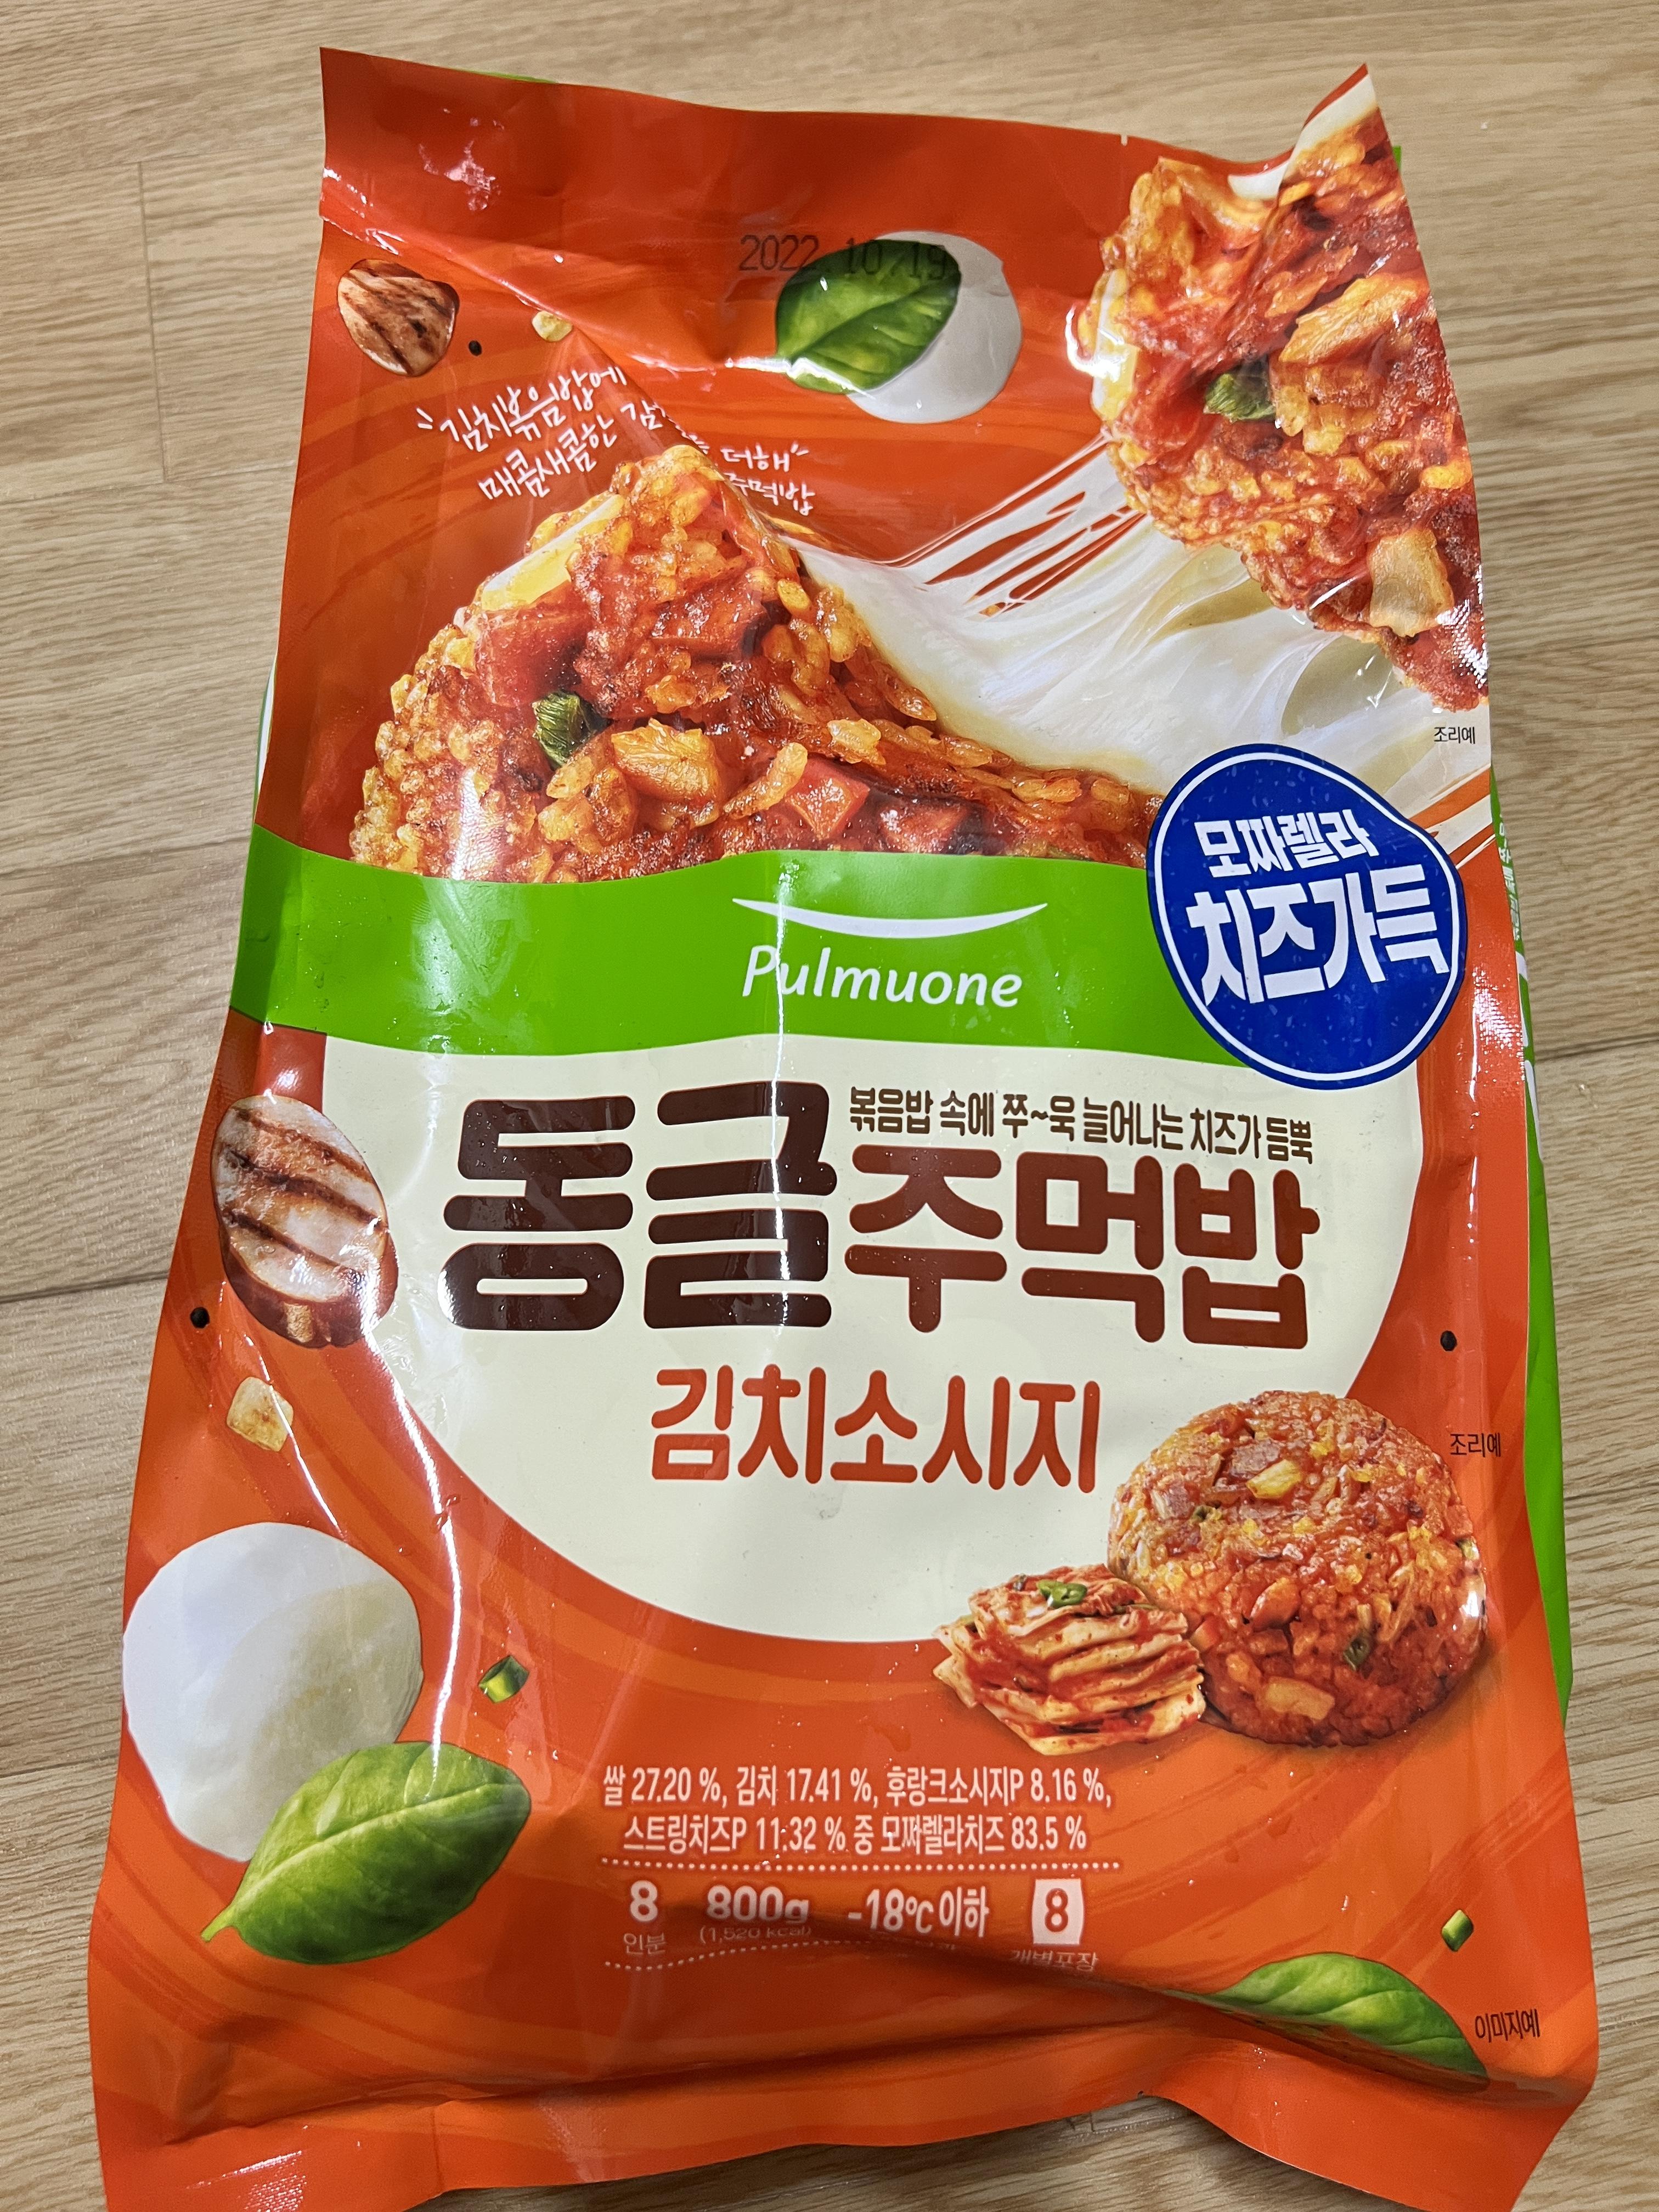 2022.10.19.
김치볶음밥에
더해
매콤새콤한
주먹밥
조리예
모짜렐라
치즈가득
Pulmuone
볶음밥 속에 쭈~욱 늘어나는 치즈가 듬뿍
동글주먹밥
김치소시지
조리예
쌀 27.20 %, 김치 17.41 %, 후랑크소시지P 8.16 %,
스트링치즈P 11.32 % 중 모짜렐라치즈 83.5 %
8 800g -18℃ 이하 8
인분 (1,520 kcal) 개별포장
이미지예